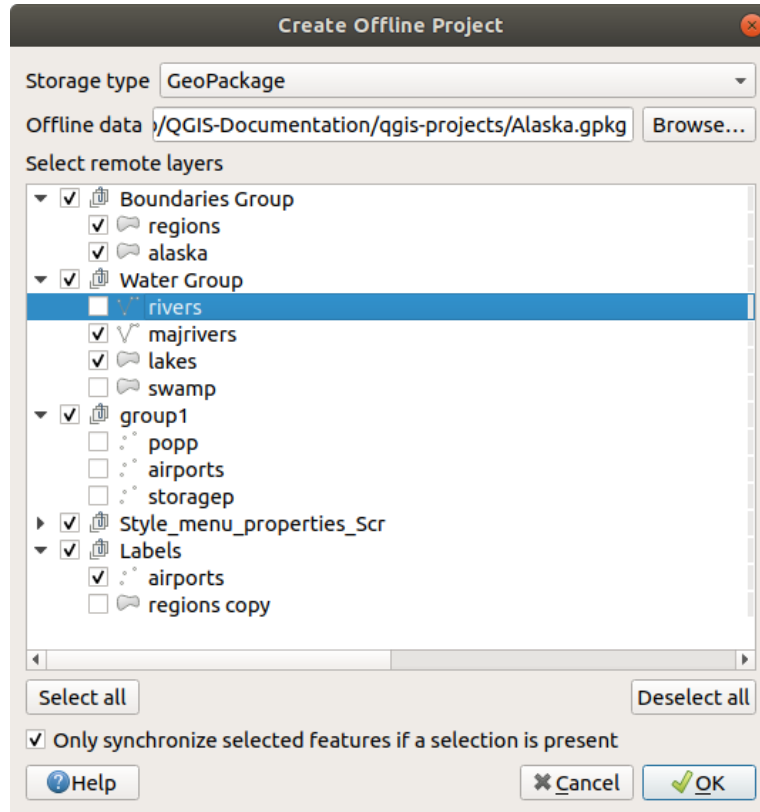 Create Offline Project
Storage type GeoPackage
Offline data /QGIS-Documentation/qgis-projects/Alaska.gpkg Browse...
Select remote layers
Boundaries Group
regions
alaska
Water Group
rivers
majrivers
lakes
swamp
group1
popp
airports
storagep
Style_menu_properties_Scr
Labels
airports
regions copy
Select all Deselect all
Only synchronize selected features if a selection is present
Help Cancel OK